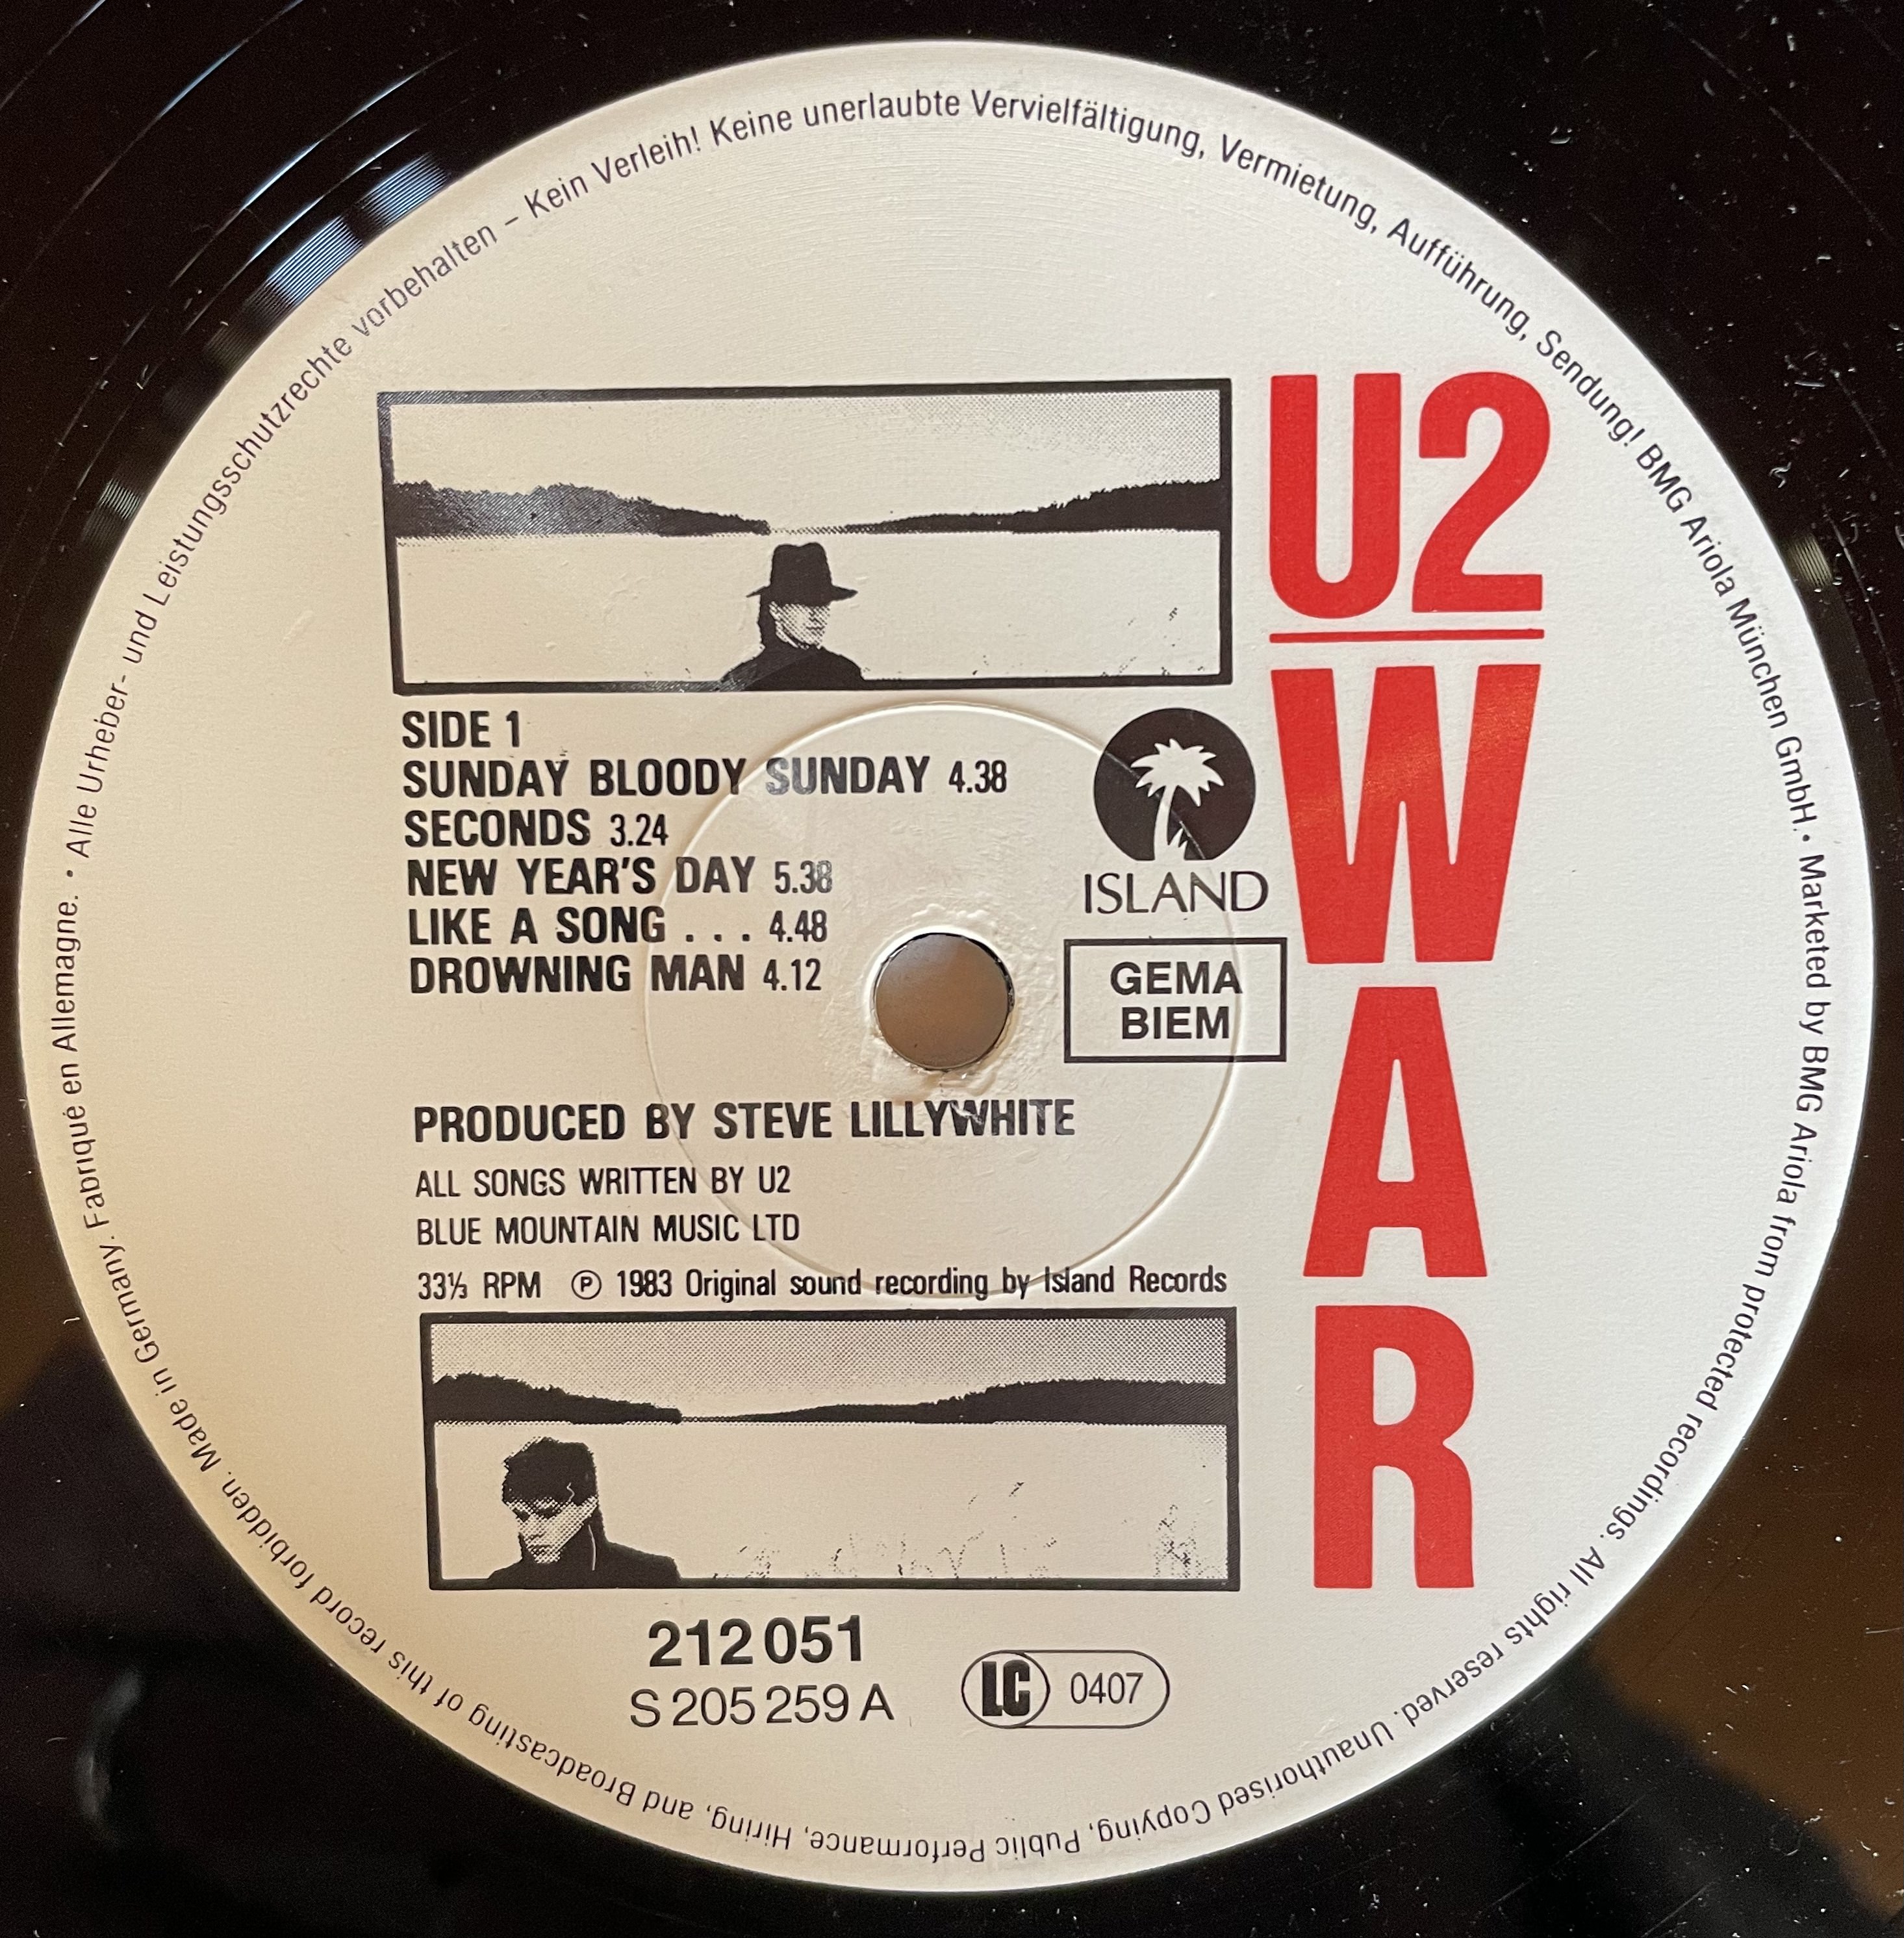 Alle Urheber- und Leistungsschutzrechte vorbehalten – Kein Verleih! Keine unerlaubte Vervielfältigung, Vermietung, Aufführung, Sendung! BMG Ariola München GmbH. • Marketed by BMG Ariola from protected recordings. All rights reserved. Unauthorised Copying, Public Performance, Hiring, and Broadcasting of this record forbidden. Made in Germany. Fabriqué en Allemagne. •
U2
WAR
SIDE 1
SUNDAY BLOODY SUNDAY 4.38
SECONDS 3.24
NEW YEAR'S DAY 5.38
LIKE A SONG . . . 4.48
DROWNING MAN 4.12
ISLAND
GEMA
BIEM
PRODUCED BY STEVE LILLYWHITE
ALL SONGS WRITTEN BY U2
BLUE MOUNTAIN MUSIC LTD
33⅓ RPM Ⓟ 1983 Original sound recording by Island Records
212 051
S 205 259 A
LC 0407